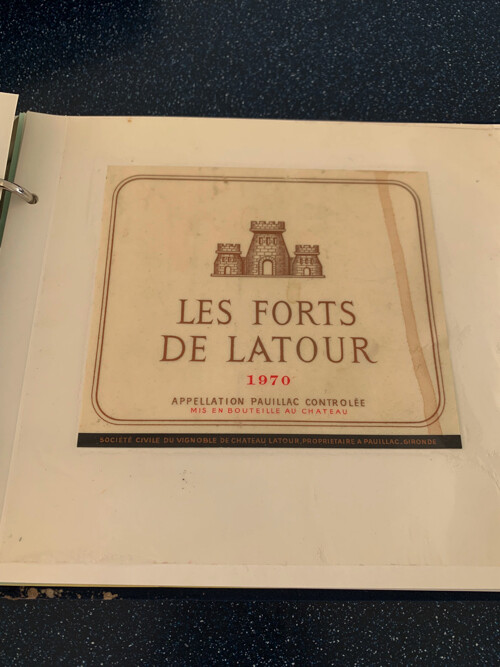 LES FORTS
DE LATOUR
1970
APPELLATION PAUILLAC CONTROLÉE
MIS EN BOUTEILLE AU CHATEAU
SOCIÉTÉ CIVILE DU VIGNOBLE DE CHATEAU LATOUR, PROPRIETAIRE A PAUILLAC, GIRONDE